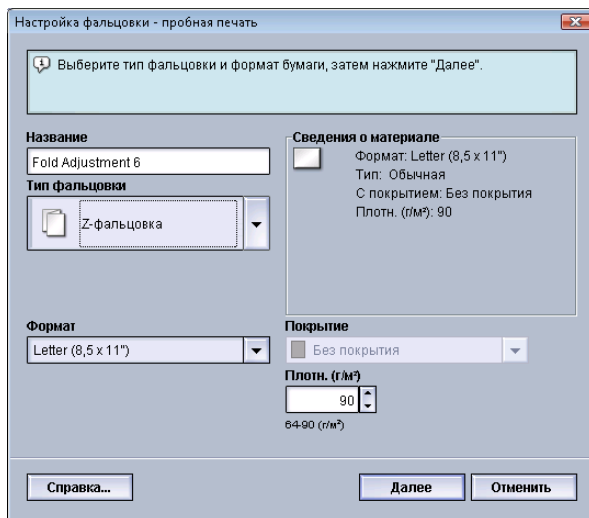 Настройка фальцовки - пробная печать
Выберите тип фальцовки и формат бумаги, затем нажмите "Далее".
Название
Fold Adjustment 6
Тип фальцовки
Z-фальцовка
Сведения о материале
Формат: Letter (8,5 x 11")
Тип: Обычная
С покрытием: Без покрытия
Плотн. (г/м²): 90
Формат
Letter (8,5 x 11")
Покрытие
Без покрытия
Плотн. (г/м²)
90
64-90 (г/м²)
Справка...
Далее
Отменить